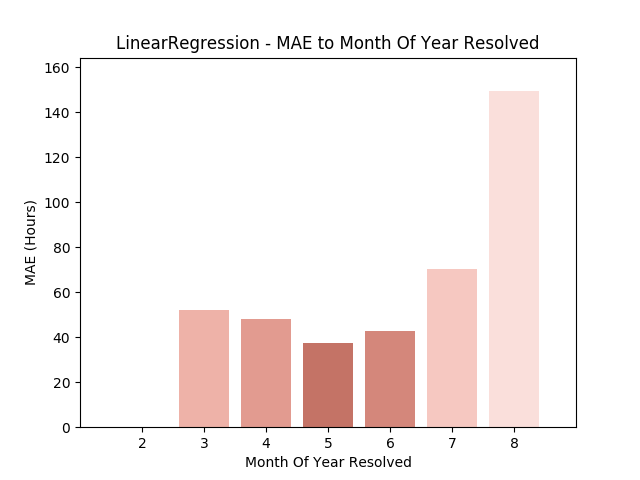 LinearRegression - MAE to Month Of Year Resolved
160
140
120
100
80
60
40
20
0
MAE (Hours)
2 3 4 5 6 7 8
Month Of Year Resolved